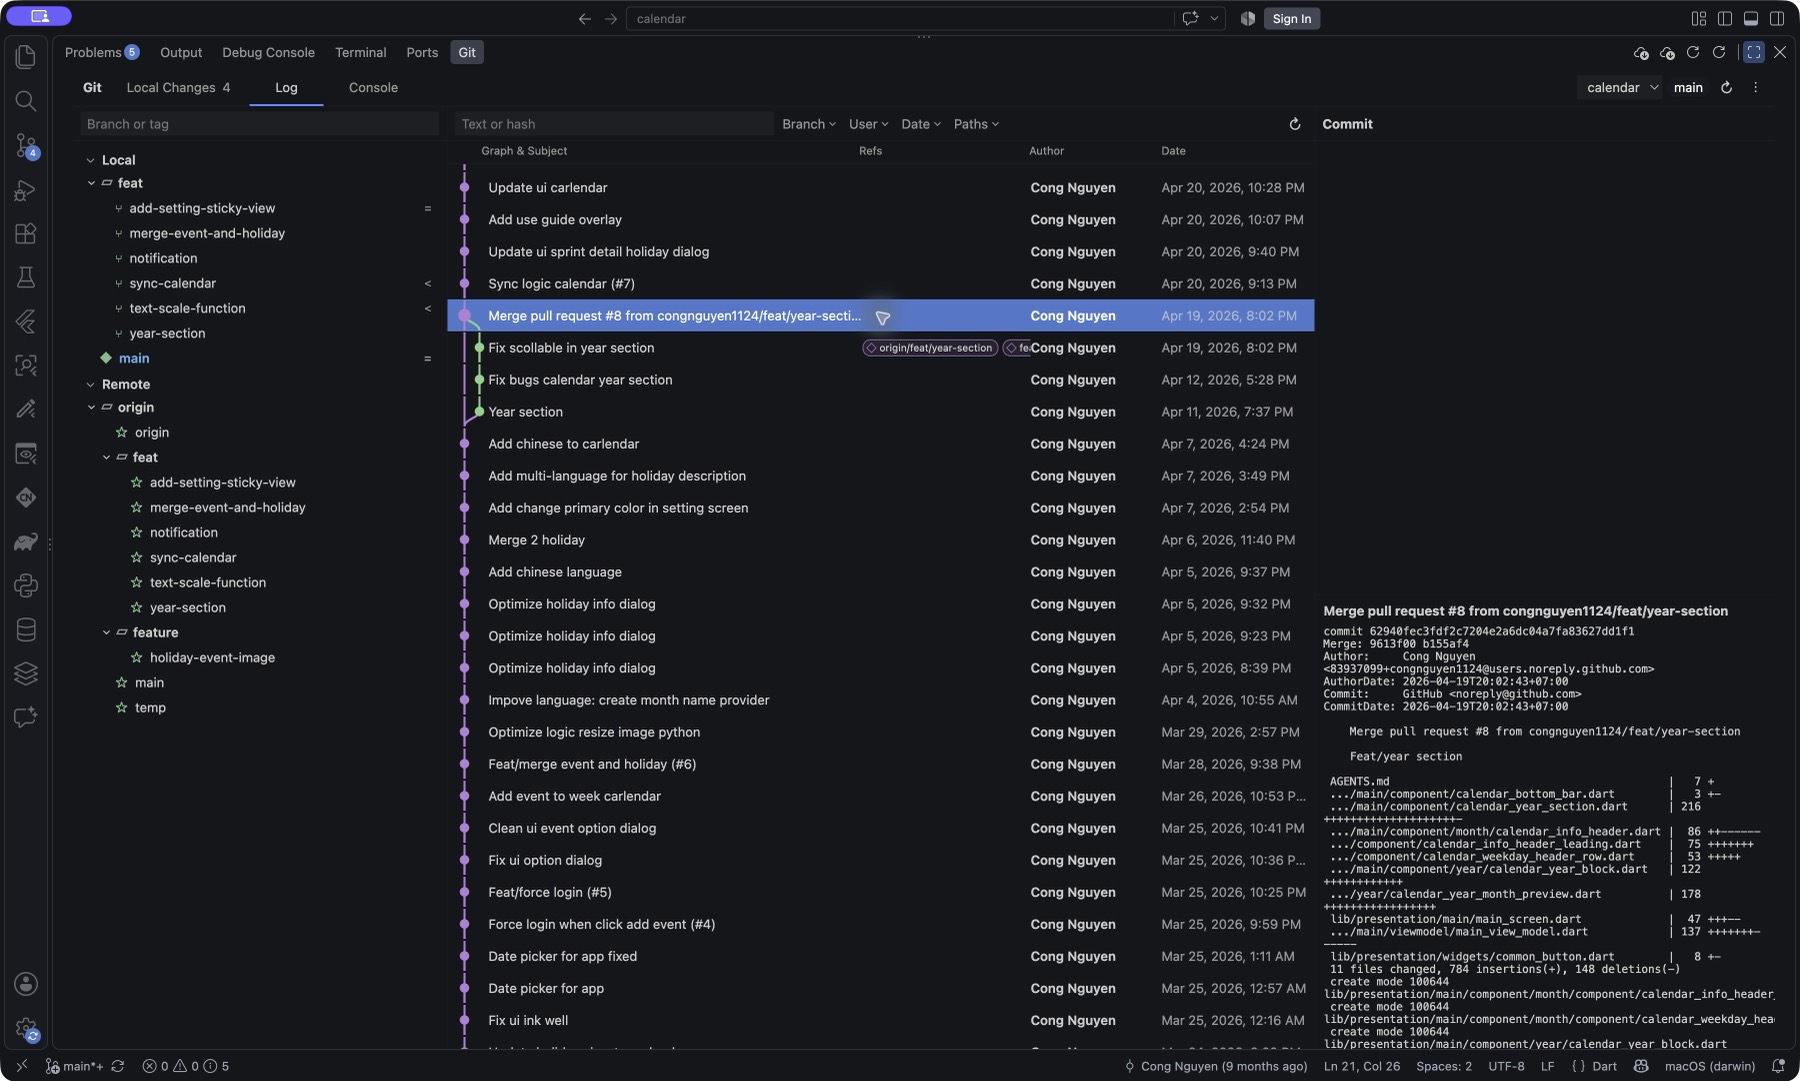 calendar
Sign In
Problems 5 Output Debug Console Terminal Ports Git
Git Local Changes 4 Log Console calendar main
Branch or tag
Text or hash Branch User Date Paths
Commit
Graph & Subject Refs Author Date
Local
feat
add-setting-sticky-view =
merge-event-and-holiday
notification
sync-calendar <
text-scale-function <
year-section
main =
Remote
origin
origin
feat
add-setting-sticky-view
merge-event-and-holiday
notification
sync-calendar
text-scale-function
year-section
feature
holiday-event-image
main
temp
4
Update ui carlendar Cong Nguyen Apr 20, 2026, 10:28 PM
Add use guide overlay Cong Nguyen Apr 20, 2026, 10:07 PM
Update ui sprint detail holiday dialog Cong Nguyen Apr 20, 2026, 9:40 PM
Sync logic calendar (#7) Cong Nguyen Apr 20, 2026, 9:13 PM
Merge pull request #8 from congnguyen1124/feat/year-secti... Cong Nguyen Apr 19, 2026, 8:02 PM
Fix scollable in year section origin/feat/year-section fe Cong Nguyen Apr 19, 2026, 8:02 PM
Fix bugs calendar year section Cong Nguyen Apr 12, 2026, 5:28 PM
Year section Cong Nguyen Apr 11, 2026, 7:37 PM
Add chinese to carlendar Cong Nguyen Apr 7, 2026, 4:24 PM
Add multi-language for holiday description Cong Nguyen Apr 7, 2026, 3:49 PM
Add change primary color in setting screen Cong Nguyen Apr 7, 2026, 2:54 PM
Merge 2 holiday Cong Nguyen Apr 6, 2026, 11:40 PM
Add chinese language Cong Nguyen Apr 5, 2026, 9:37 PM
Optimize holiday info dialog Cong Nguyen Apr 5, 2026, 9:32 PM
Optimize holiday info dialog Cong Nguyen Apr 5, 2026, 9:23 PM
Optimize holiday info dialog Cong Nguyen Apr 5, 2026, 8:39 PM
Impove language: create month name provider Cong Nguyen Apr 4, 2026, 10:55 AM
Optimize logic resize image python Cong Nguyen Mar 29, 2026, 2:57 PM
Feat/merge event and holiday (#6) Cong Nguyen Mar 28, 2026, 9:38 PM
Add event to week carlendar Cong Nguyen Mar 26, 2026, 10:53 P...
Clean ui event option dialog Cong Nguyen Mar 25, 2026, 10:41 PM
Fix ui option dialog Cong Nguyen Mar 25, 2026, 10:36 P...
Feat/force login (#5) Cong Nguyen Mar 25, 2026, 10:25 PM
Force login when click add event (#4) Cong Nguyen Mar 25, 2026, 9:59 PM
Date picker for app fixed Cong Nguyen Mar 25, 2026, 1:11 AM
Date picker for app Cong Nguyen Mar 25, 2026, 12:57 AM
Fix ui ink well Cong Nguyen Mar 25, 2026, 12:16 AM
Merge pull request #8 from congnguyen1124/feat/year-section
commit 62940fec3fdf2c7204e2a6dc04a7fa83627dd1f1
Merge: 9613f00 b155af4
Author: Cong Nguyen
<83937099+congnguyen1124@users.noreply.github.com>
AuthorDate: 2026-04-19T20:02:43+07:00
Commit: GitHub <noreply@github.com>
CommitDate: 2026-04-19T20:02:43+07:00
Merge pull request #8 from congnguyen1124/feat/year-section
Feat/year section
AGENTS.md | 7 +
.../main/component/calendar_bottom_bar.dart | 3 +-
.../main/component/calendar_year_section.dart | 216
++++++++++++++++++++-
.../main/component/month/calendar_info_header.dart | 86 ++------
.../component/calendar_info_header_leading.dart | 75 +++++++
.../component/calendar_weekday_header_row.dart | 53 +++++
.../main/component/year/calendar_year_block.dart | 122
++++++++++++
.../year/calendar_year_month_preview.dart | 178
+++++++++++++++++
lib/presentation/main/main_screen.dart | 47 +++--
.../main/viewmodel/main_view_model.dart | 137 +++++++-
-----
lib/presentation/widgets/common_button.dart | 8 +-
11 files changed, 784 insertions(+), 148 deletions(-)
create mode 100644
lib/presentation/main/component/month/component/calendar_info_header_
create mode 100644
lib/presentation/main/component/month/component/calendar_weekday_hea
create mode 100644
lib/presentation/main/component/year/calendar_year_block.dart
main*+ 0 0 5 Cong Nguyen (9 months ago) Ln 21, Col 26 Spaces: 2 UTF-8 LF { } Dart macOS (darwin)